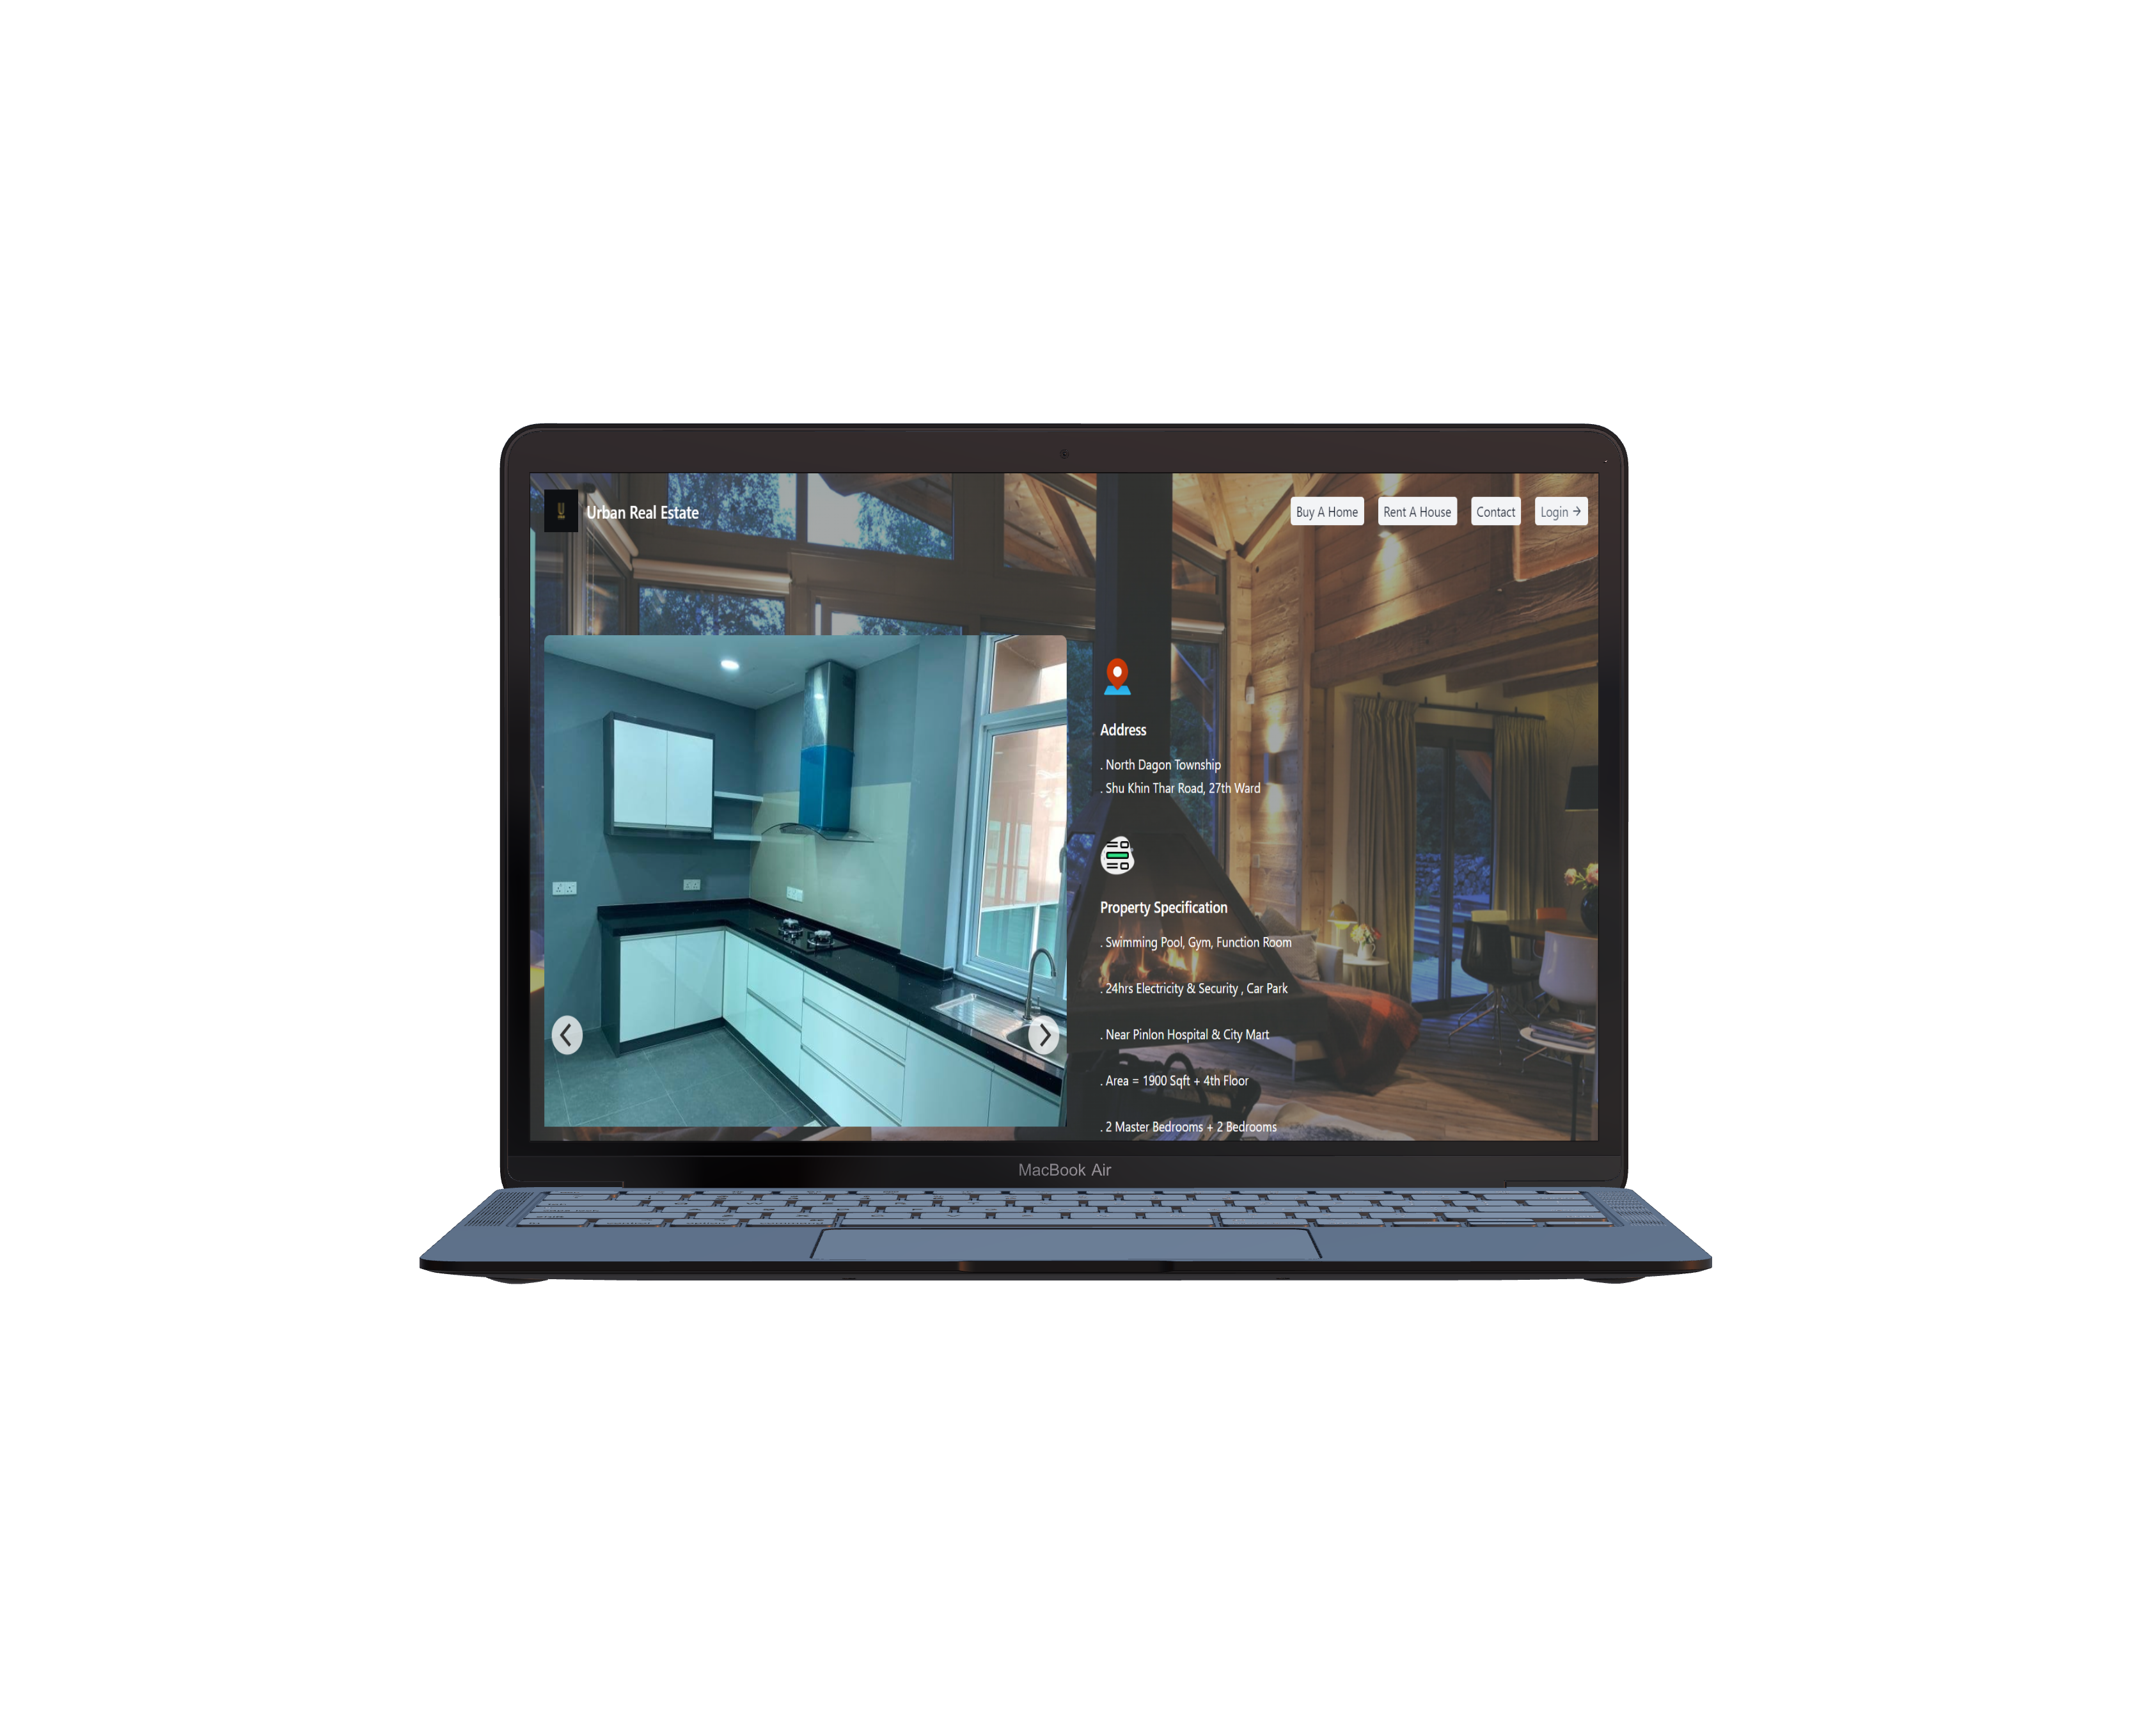 Urban Real Estate
Buy A Home
Rent A House
Contact
Login →
Address
. North Dagon Township
. Shu Khin Thar Road, 27th Ward
Property Specification
. Swimming Pool, Gym, Function Room
. 24hrs Electricity & Security , Car Park
. Near Pinlon Hospital & City Mart
. Area = 1900 Sqft + 4th Floor
. 2 Master Bedrooms + 2 Bedrooms
MacBook Air